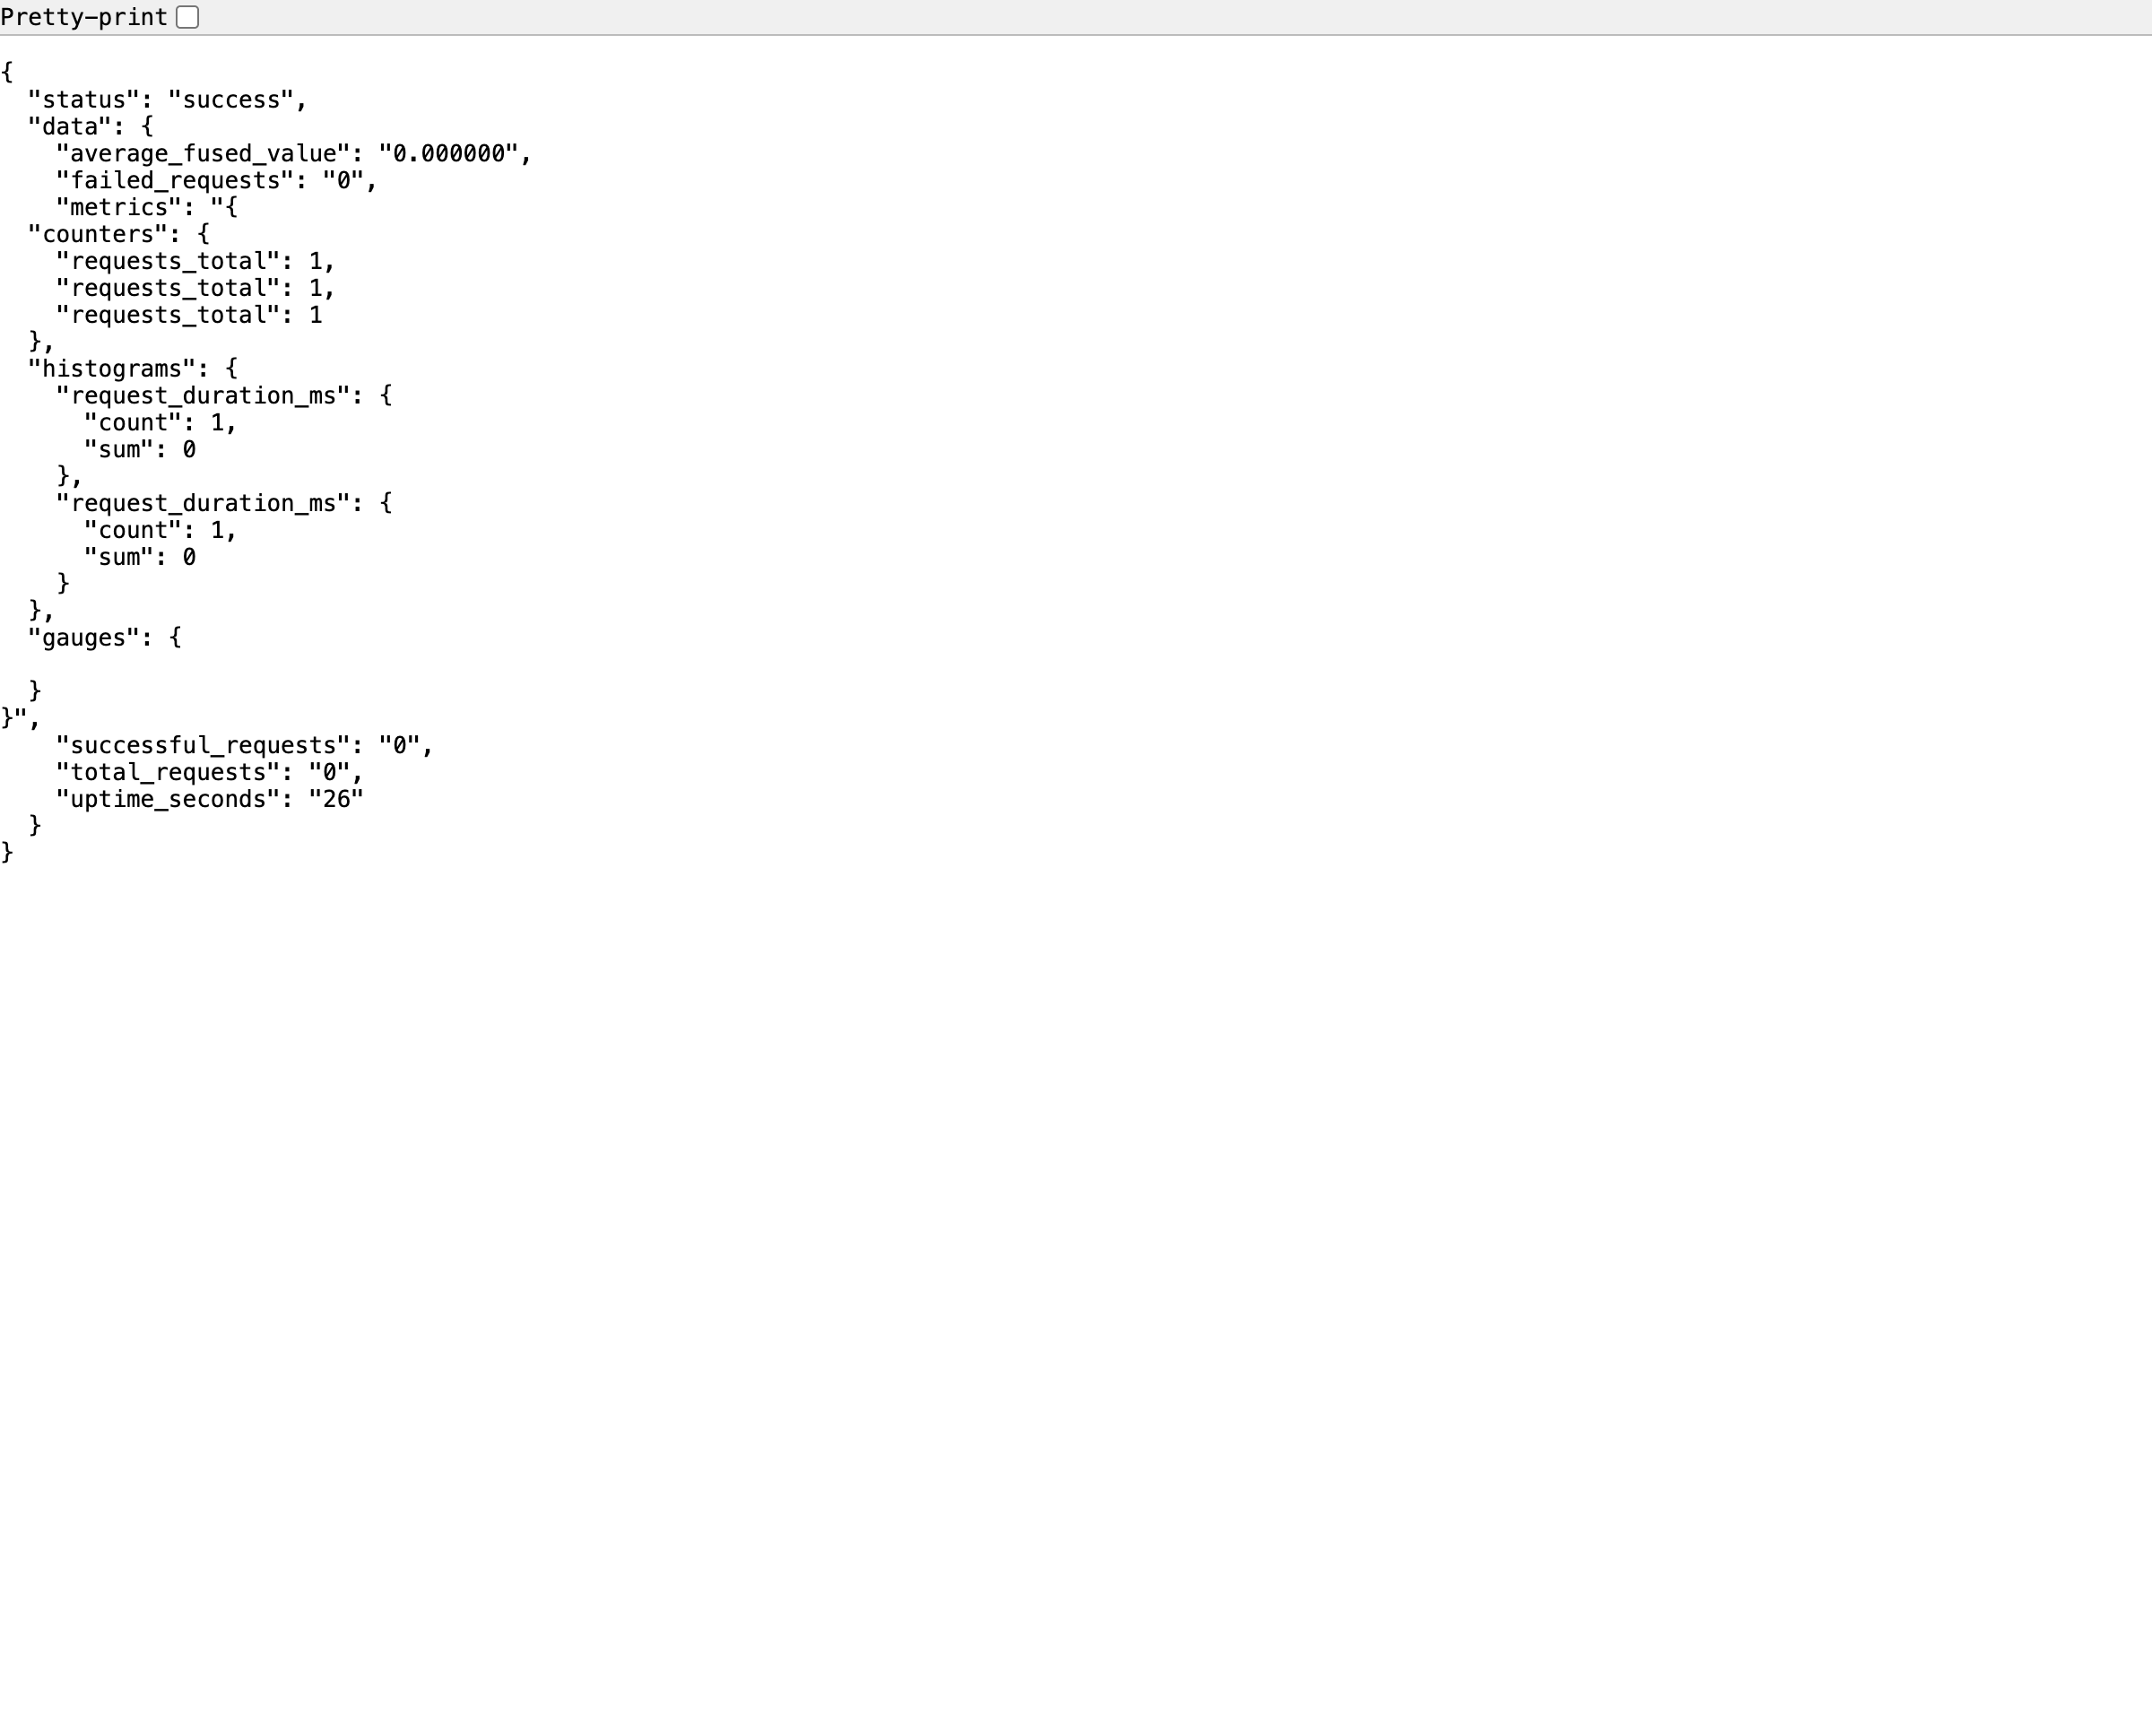 Pretty-print
{
  "status": "success",
  "data": {
    "average_fused_value": "0.000000",
    "failed_requests": "0",
    "metrics": "{
  "counters": {
    "requests_total": 1,
    "requests_total": 1,
    "requests_total": 1
  },
  "histograms": {
    "request_duration_ms": {
      "count": 1,
      "sum": 0
    },
    "request_duration_ms": {
      "count": 1,
      "sum": 0
    }
  },
  "gauges": {

  }
}",
    "successful_requests": "0",
    "total_requests": "0",
    "uptime_seconds": "26"
  }
}